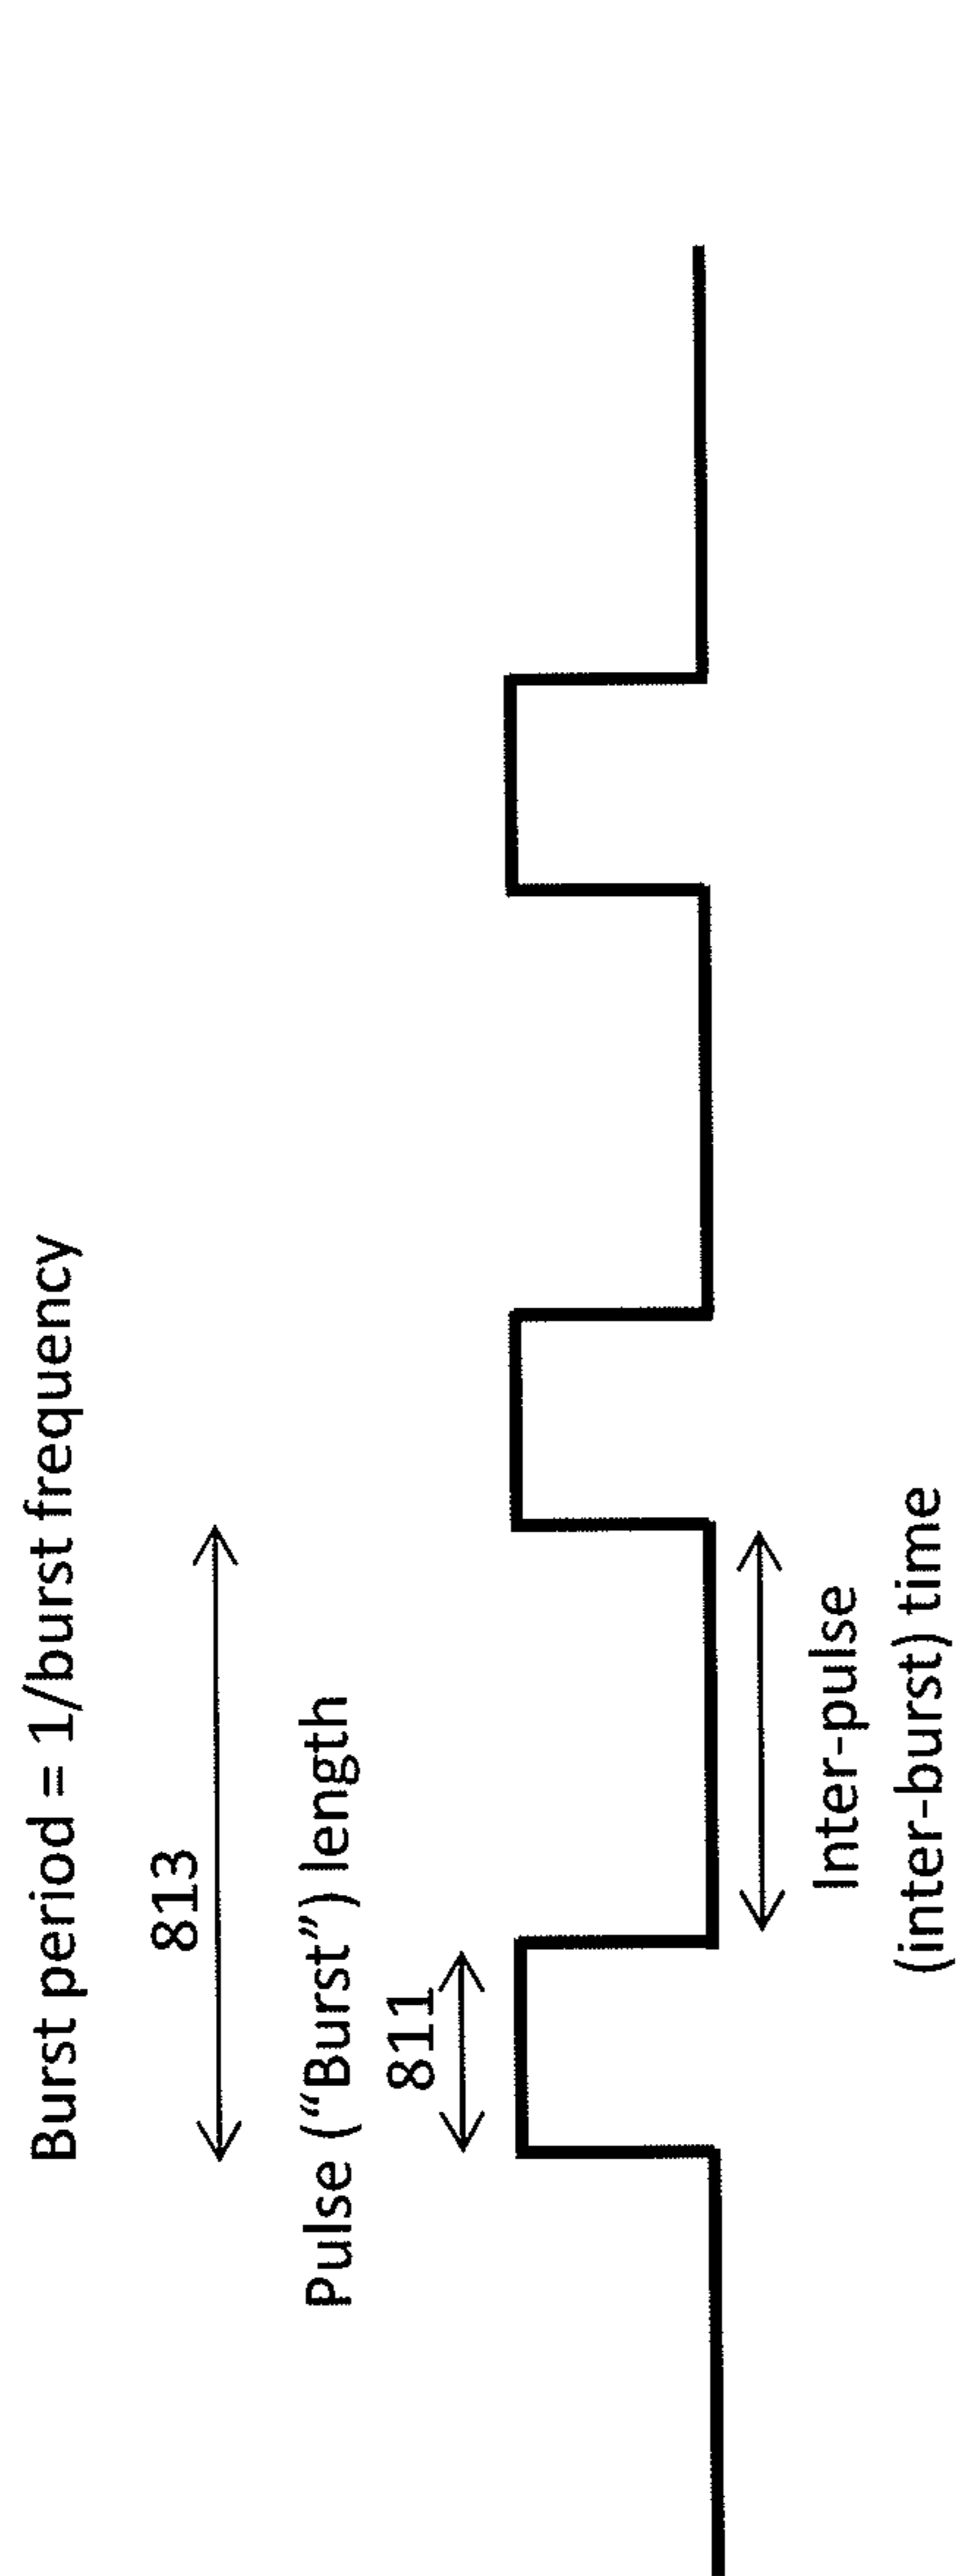 Burst period = 1/burst frequency
813
Pulse (“Burst”) length
811
Inter-pulse
(inter-burst) time